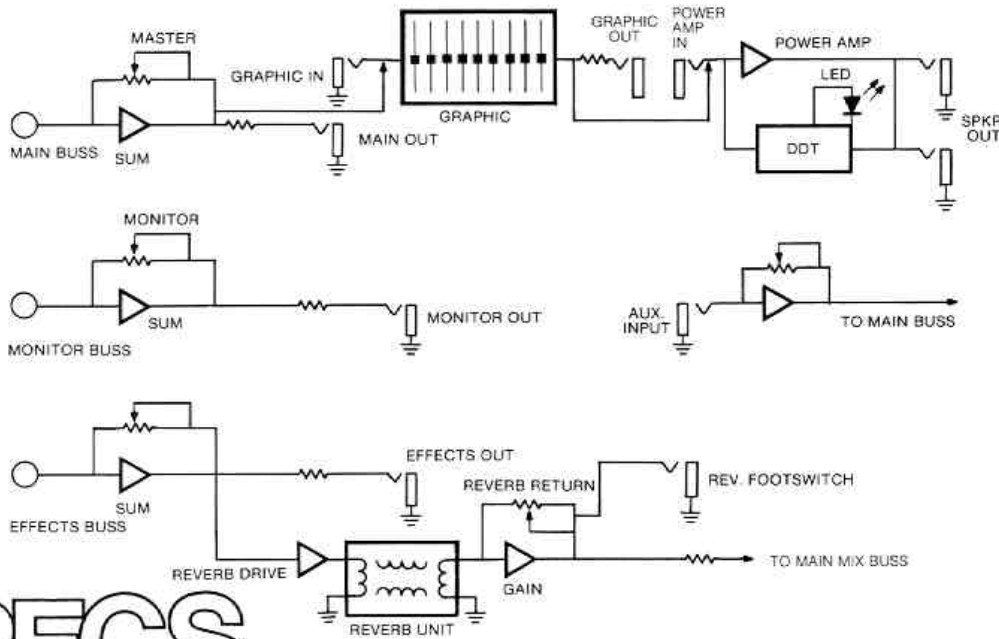 MASTER
GRAPHIC IN
GRAPHIC
GRAPHIC OUT
POWER AMP IN
POWER AMP
LED
DDT
SPKR OUT
MAIN BUSS
SUM
MAIN OUT
MONITOR
SUM
MONITOR BUSS
MONITOR OUT
AUX. INPUT
TO MAIN BUSS
EFFECTS OUT
SUM
EFFECTS BUSS
REVERB RETURN
REV. FOOTSWITCH
REVERB DRIVE
GAIN
TO MAIN MIX BUSS
REVERB UNIT